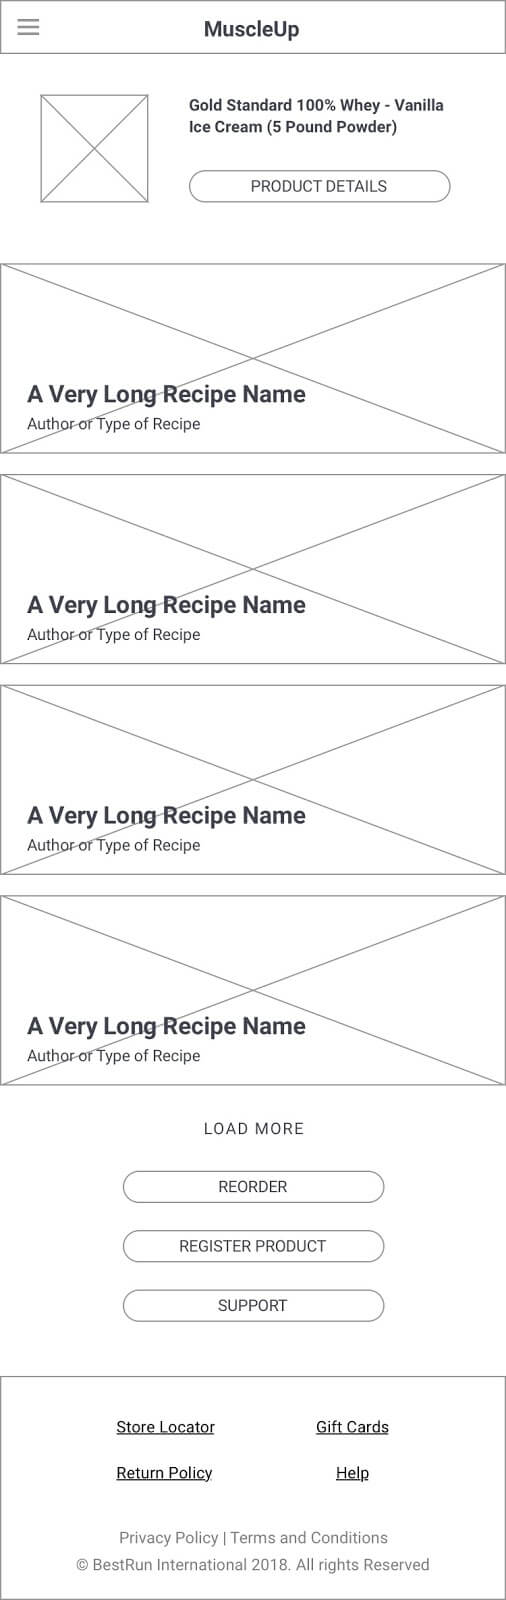 MuscleUp
Gold Standard 100% Whey - Vanilla
Ice Cream (5 Pound Powder)
PRODUCT DETAILS
A Very Long Recipe Name
Author or Type of Recipe
A Very Long Recipe Name
Author or Type of Recipe
A Very Long Recipe Name
Author or Type of Recipe
A Very Long Recipe Name
Author or Type of Recipe
LOAD MORE
REORDER
REGISTER PRODUCT
SUPPORT
Store Locator Gift Cards
Return Policy Help
Privacy Policy | Terms and Conditions
© BestRun International 2018. All rights Reserved